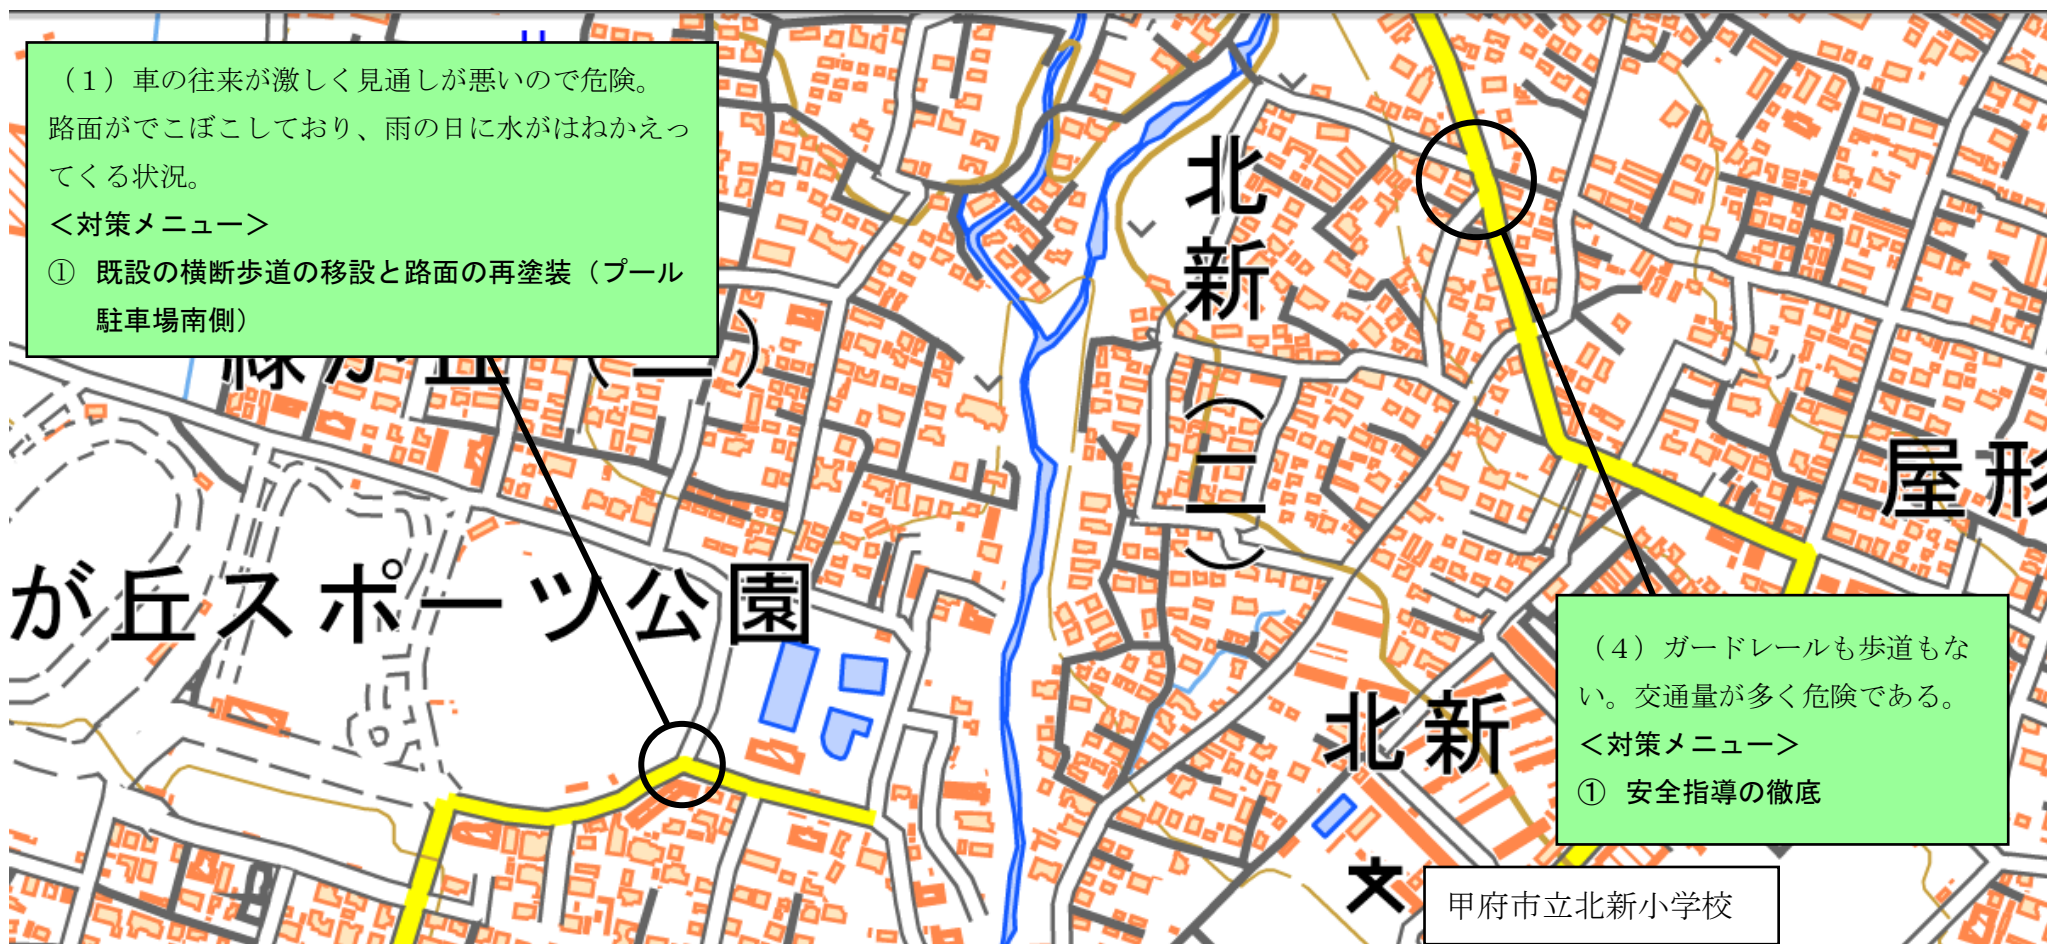 （１）車の往来が激しく見通しが悪いので危険。
路面がでこぼこしており、雨の日に水がはねかえっ
てくる状況。
＜対策メニュー＞
① 既設の横断歩道の移設と路面の再塗装（プール
駐車場南側）
北新（二）
屋形
が丘スポーツ公園
北新
（４）ガードレールも歩道もな
い。交通量が多く危険である。
＜対策メニュー＞
① 安全指導の徹底
甲府市立北新小学校